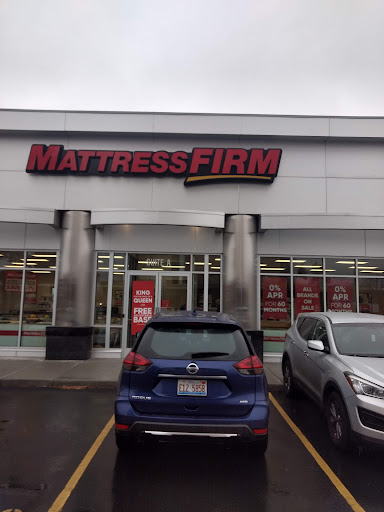 MATTRESSFIRM
SUITE A
KING
QUEEN
FREE
BASE
0%
APR
FOR 60
MONTHS
ALL
BRANDS
ON
SALE
0%
APR
FOR 60
MONTHS